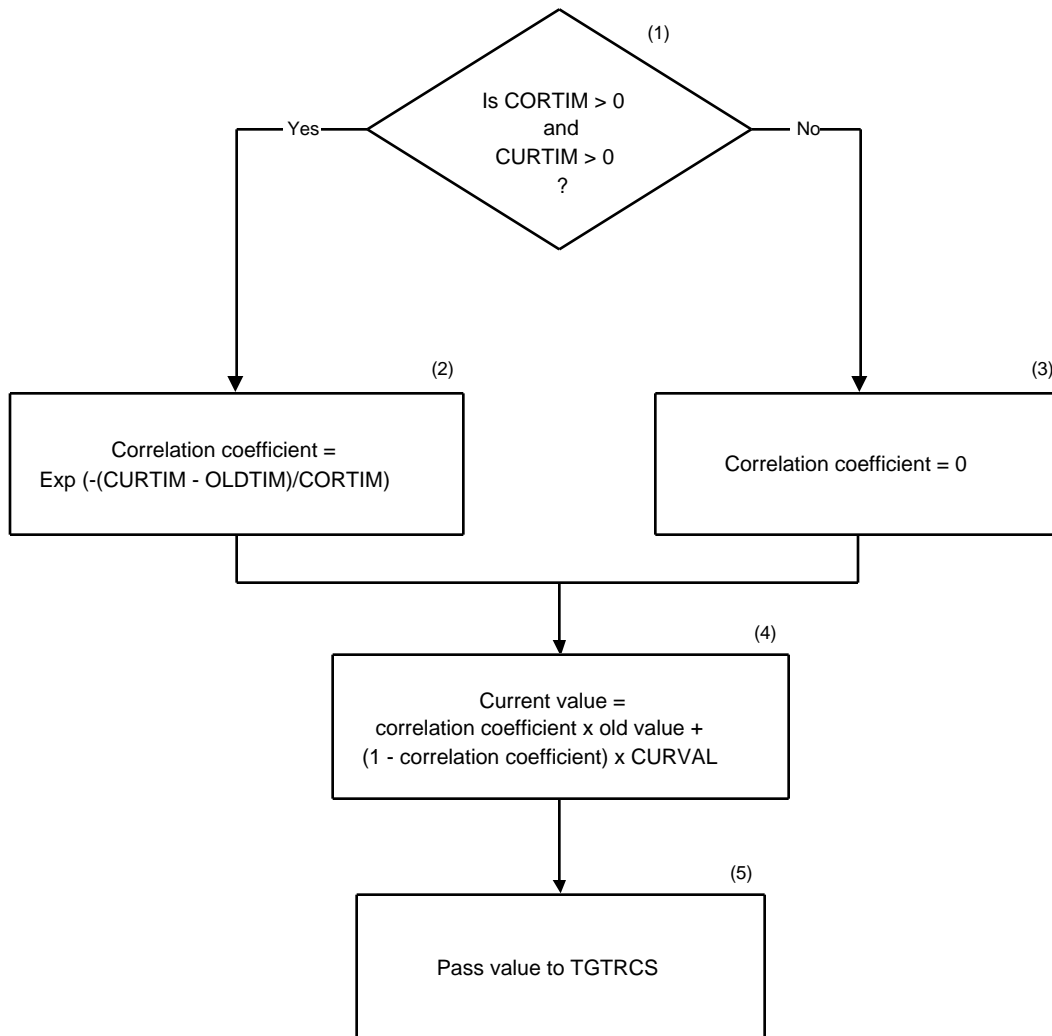 (1)
Is CORTIM > 0
and
CURTIM > 0
?
Yes
No
(2)
Correlation coefficient =
Exp (-(CURTIM - OLDTIM)/CORTIM)
(3)
Correlation coefficient = 0
(4)
Current value =
correlation coefficient x old value +
(1 - correlation coefficient) x CURVAL
(5)
Pass value to TGTRCS